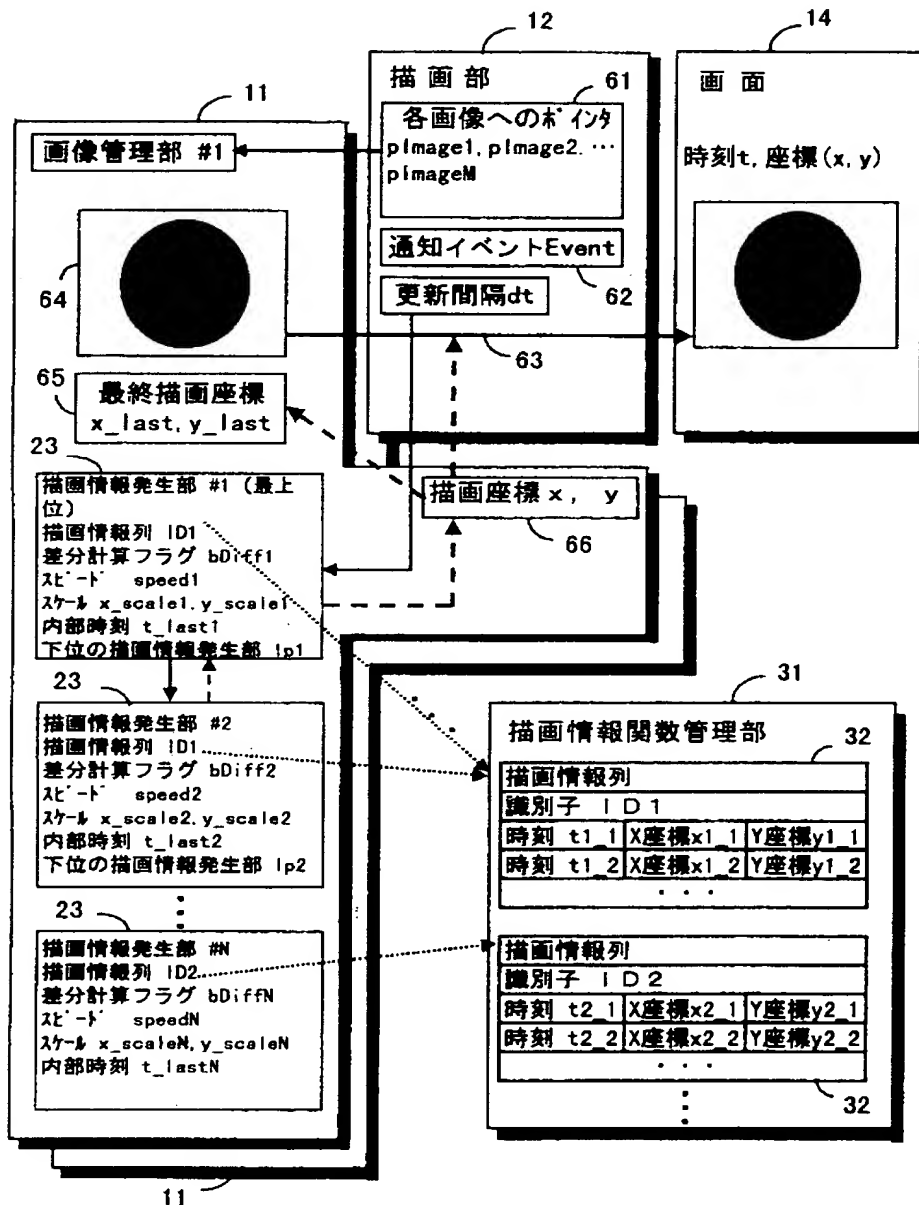 12
14
11
描画部
61
各画像へのポインタ
pImage1, pImage2. …
pImageM
通知イベントEvent
62
更新間隔dt
63
画面
時刻t, 座標(x, y)
画像管理部 #1
64
65
最終描画座標
x_last, y_last
描画座標 x, y
66
23
描画情報発生部 #1 (最上
位)
描画情報列 ID1
差分計算フラグ bDiff1
スピード speed1
スケール x_scale1, y_scale1
内部時刻 t_last1
下位の描画情報発生部 lp1
23
描画情報発生部 #2
描画情報列 ID1
差分計算フラグ bDiff2
スピード speed2
スケール x_scale2, y_scale2
内部時刻 t_last2
下位の描画情報発生部 lp2
23
描画情報発生部 #N
描画情報列 ID2
差分計算フラグ bDiffN
スピード speedN
スケール x_scaleN, y_scaleN
内部時刻 t_lastN
11
31
描画情報関数管理部
32
描画情報列
識別子 ID1
時刻 t1_1 X座標x1_1 Y座標y1_1
時刻 t1_2 X座標x1_2 Y座標y1_2
・・・
描画情報列
識別子 ID2
時刻 t2_1 X座標x2_1 Y座標y2_1
時刻 t2_2 X座標x2_2 Y座標y2_2
・・・
32